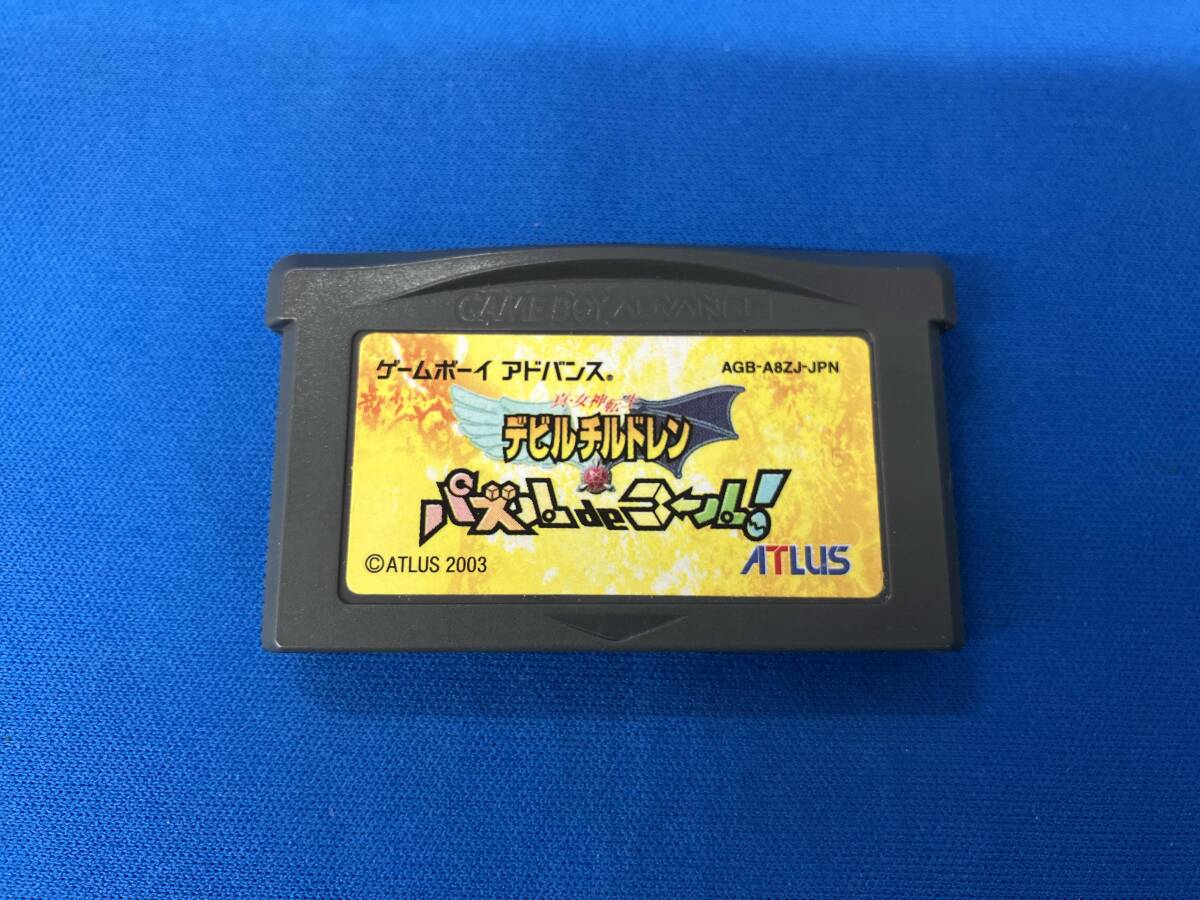 GAME BOY ADVANCE
ゲームボーイ アドバンス®
AGB-A8ZJ-JPN
真・女神転生
デビルチルドレン
パズルdeコール!
©ATLUS 2003
ATLUS